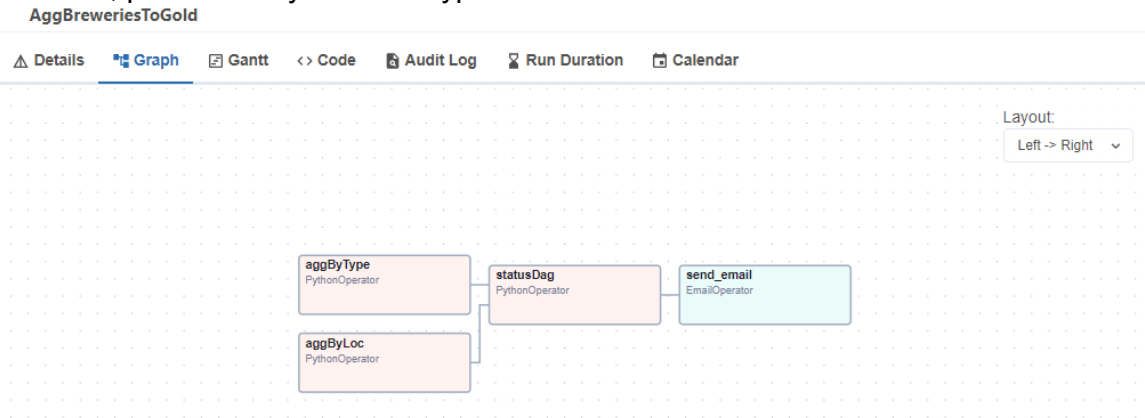 AggBreweriesToGold
Details Graph Gantt Code Audit Log Run Duration Calendar
Layout:
Left -> Right
aggByType
PythonOperator
statusDag
PythonOperator
send_email
EmailOperator
aggByLoc
PythonOperator